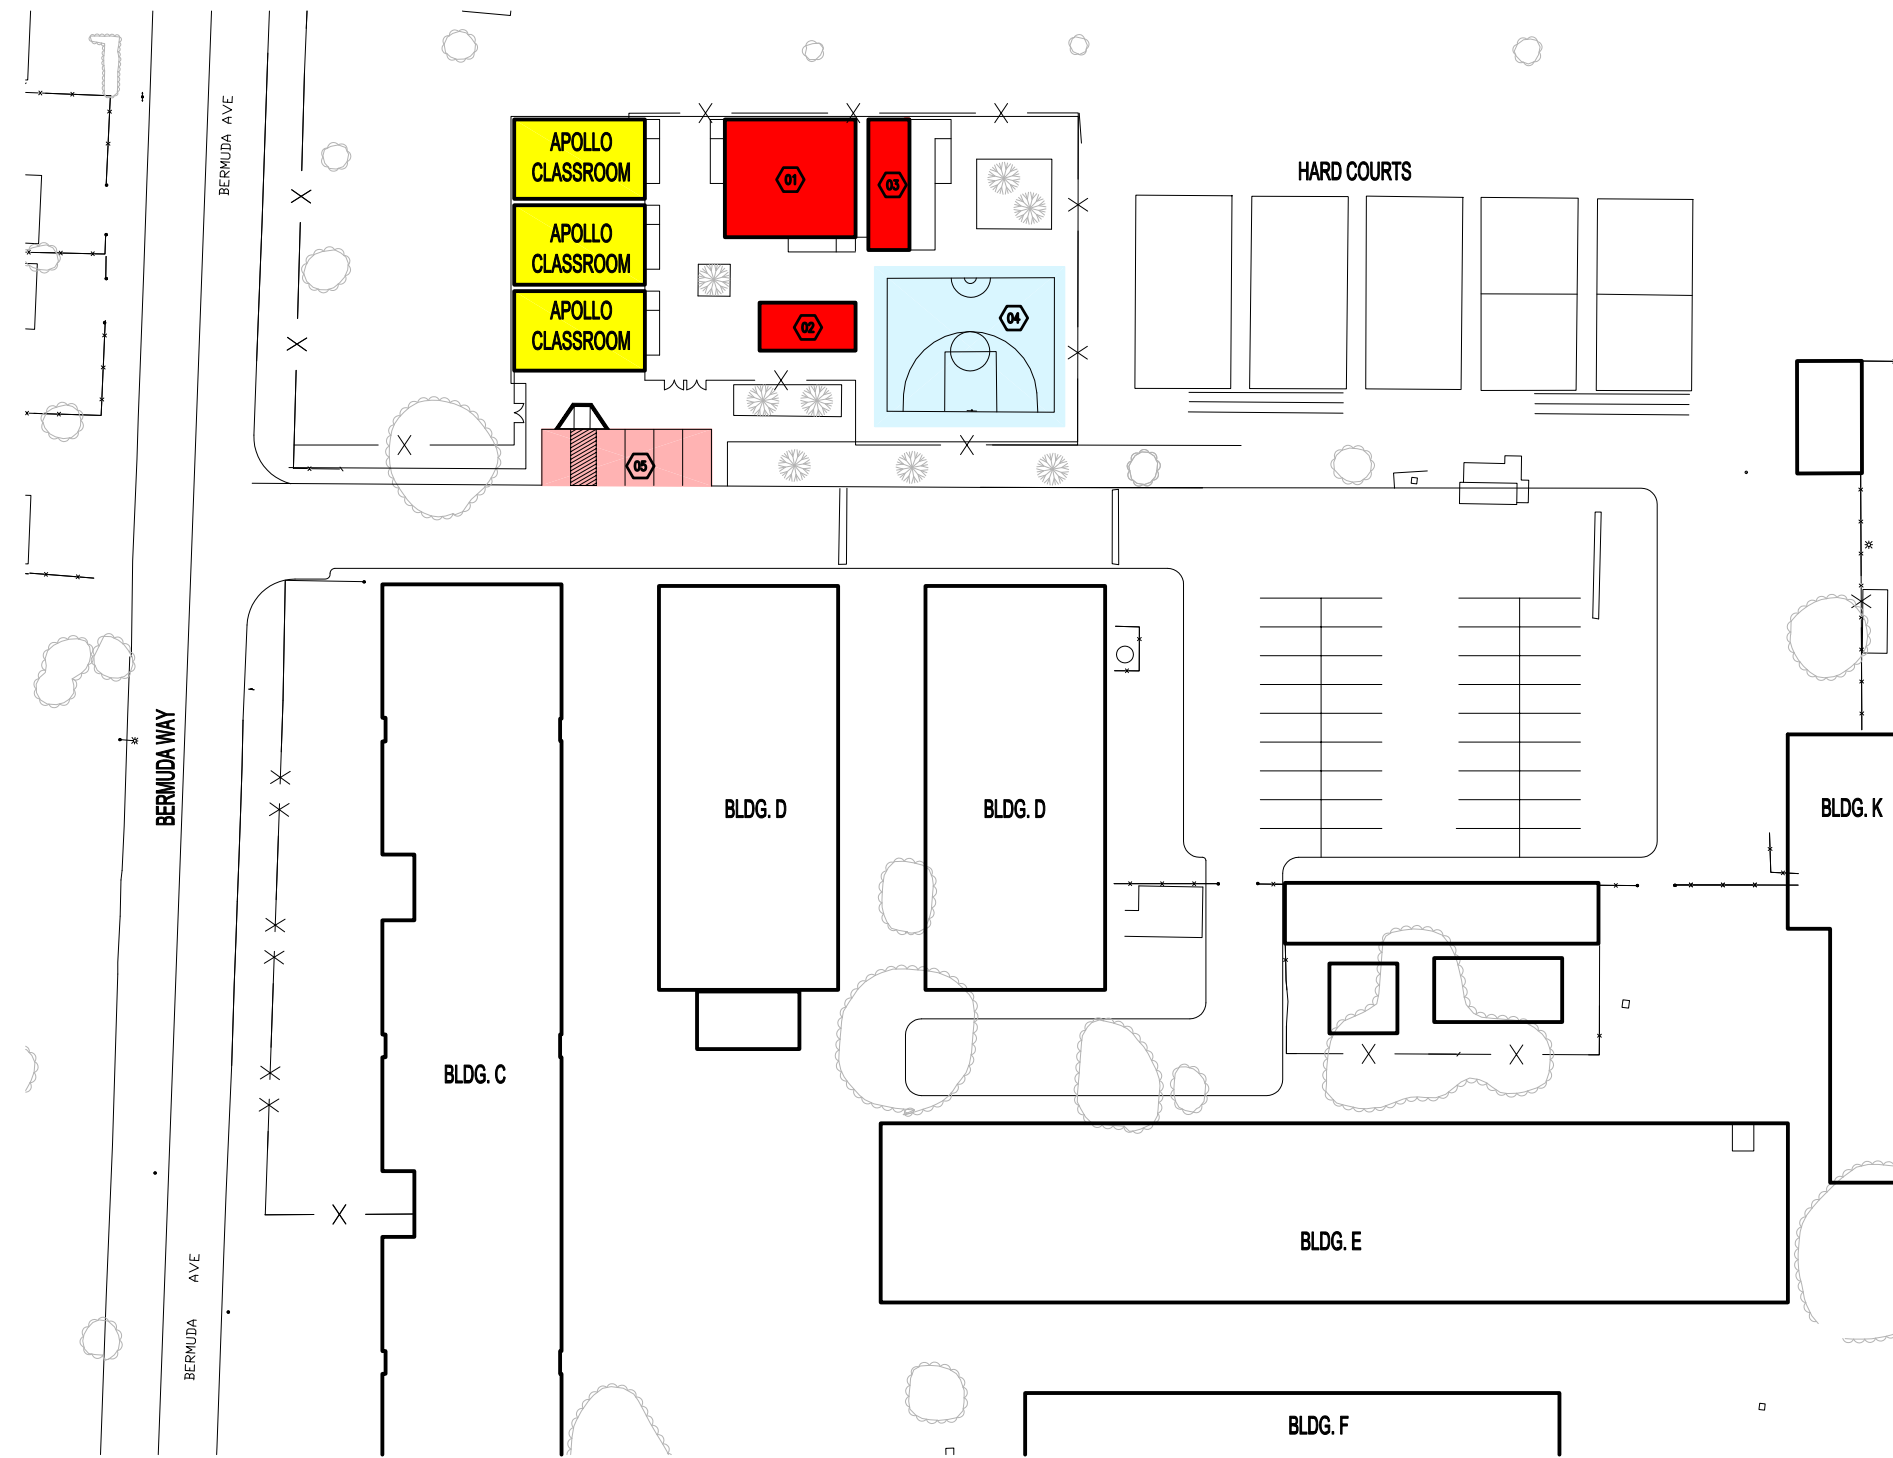 BERMUDA AVE
APOLLO
CLASSROOM
01
03
HARD COURTS
APOLLO
CLASSROOM
APOLLO
CLASSROOM
02
04
05
BERMUDA WAY
BLDG. D
BLDG. D
BLDG. K
BLDG. C
BLDG. E
BERMUDA AVE
BLDG. F